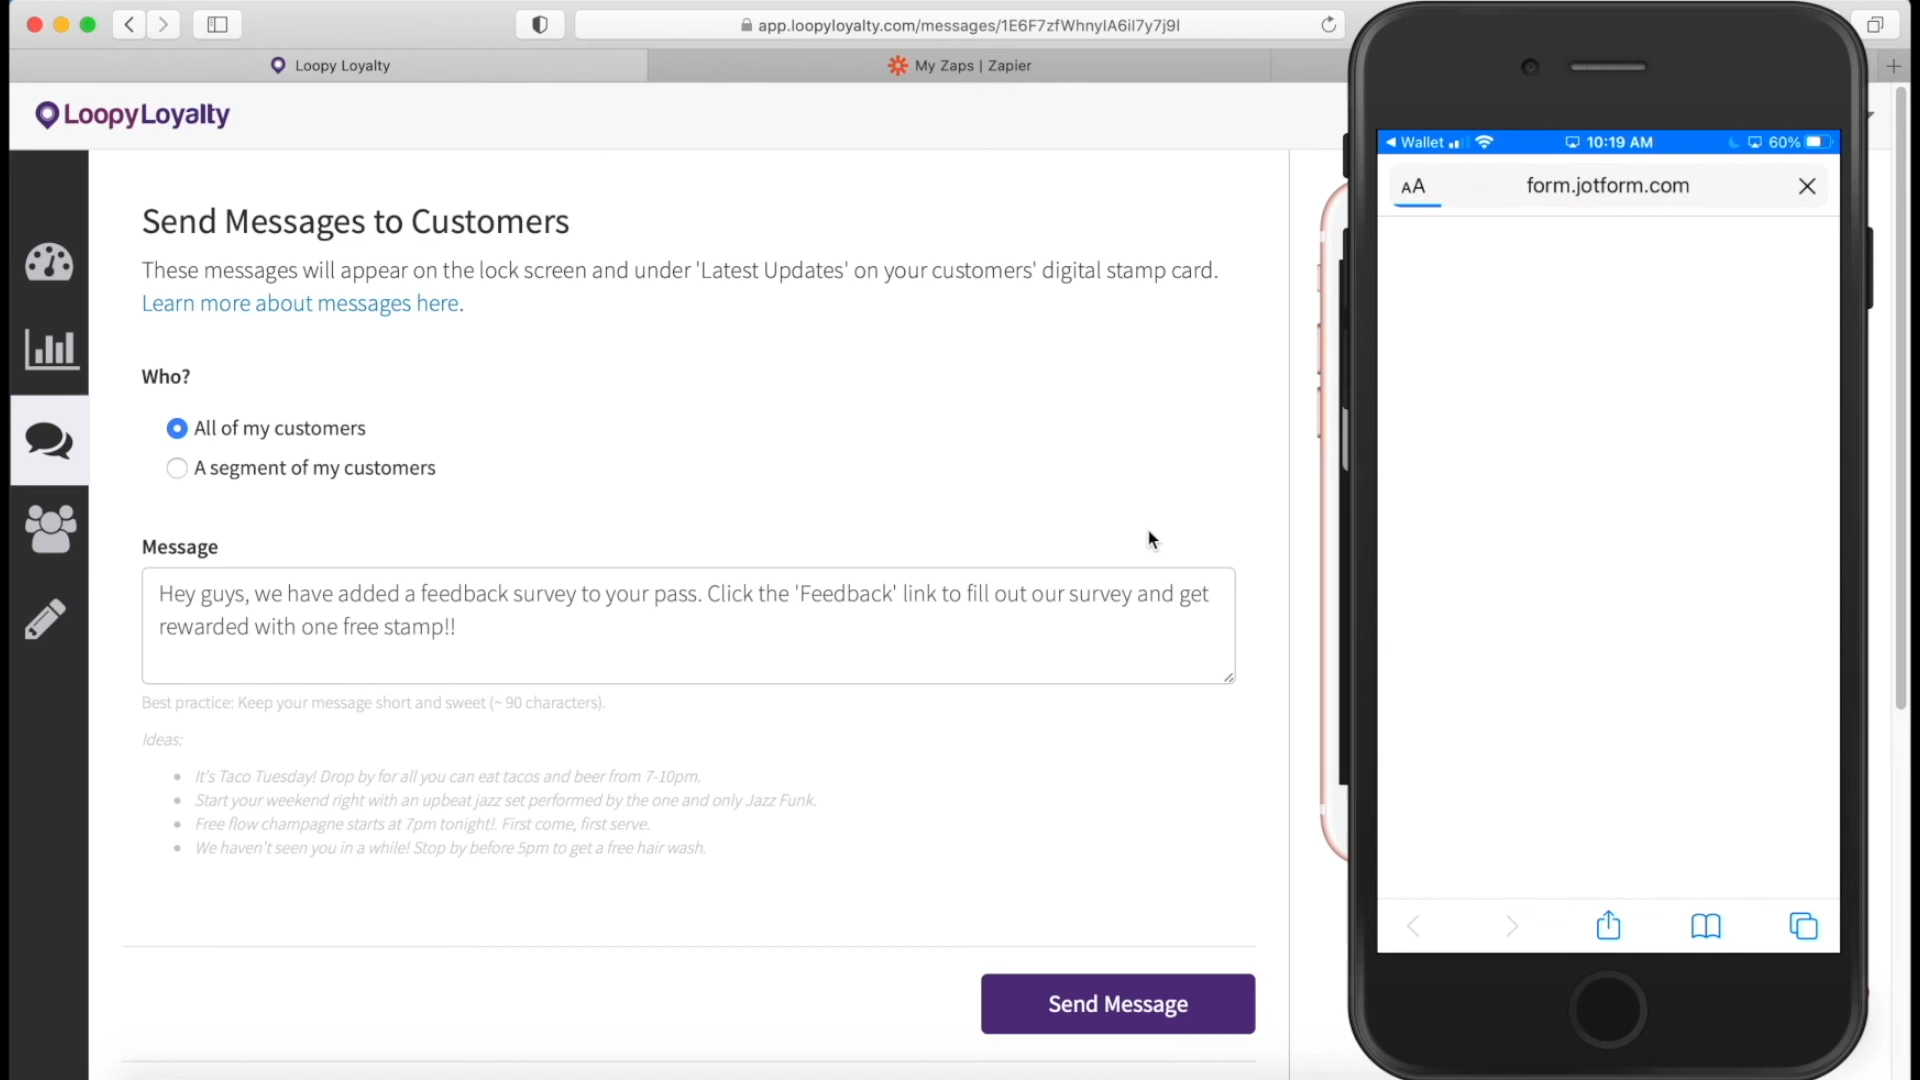 app.loopyloyalty.com/messages/1E6F7zfWhnyIA6il7y7j9I
Loopy Loyalty
My Zaps | Zapier
LoopyLoyalty
Send Messages to Customers
These messages will appear on the lock screen and under 'Latest Updates' on your customers' digital stamp card.
Learn more about messages here.
Who?
All of my customers
A segment of my customers
Message
Hey guys, we have added a feedback survey to your pass. Click the 'Feedback' link to fill out our survey and get
rewarded with one free stamp!!
Best practice: Keep your message short and sweet (~ 90 characters).
Ideas:
It's Taco Tuesday! Drop by for all you can eat tacos and beer from 7-10pm.
Start your weekend right with an upbeat jazz set performed by the one and only Jazz Funk.
Free flow champagne starts at 7pm tonight!. First come, first serve.
We haven't seen you in a while! Stop by before 5pm to get a free hair wash.
Send Message
Wallet 10:19 AM 60%
AA form.jotform.com